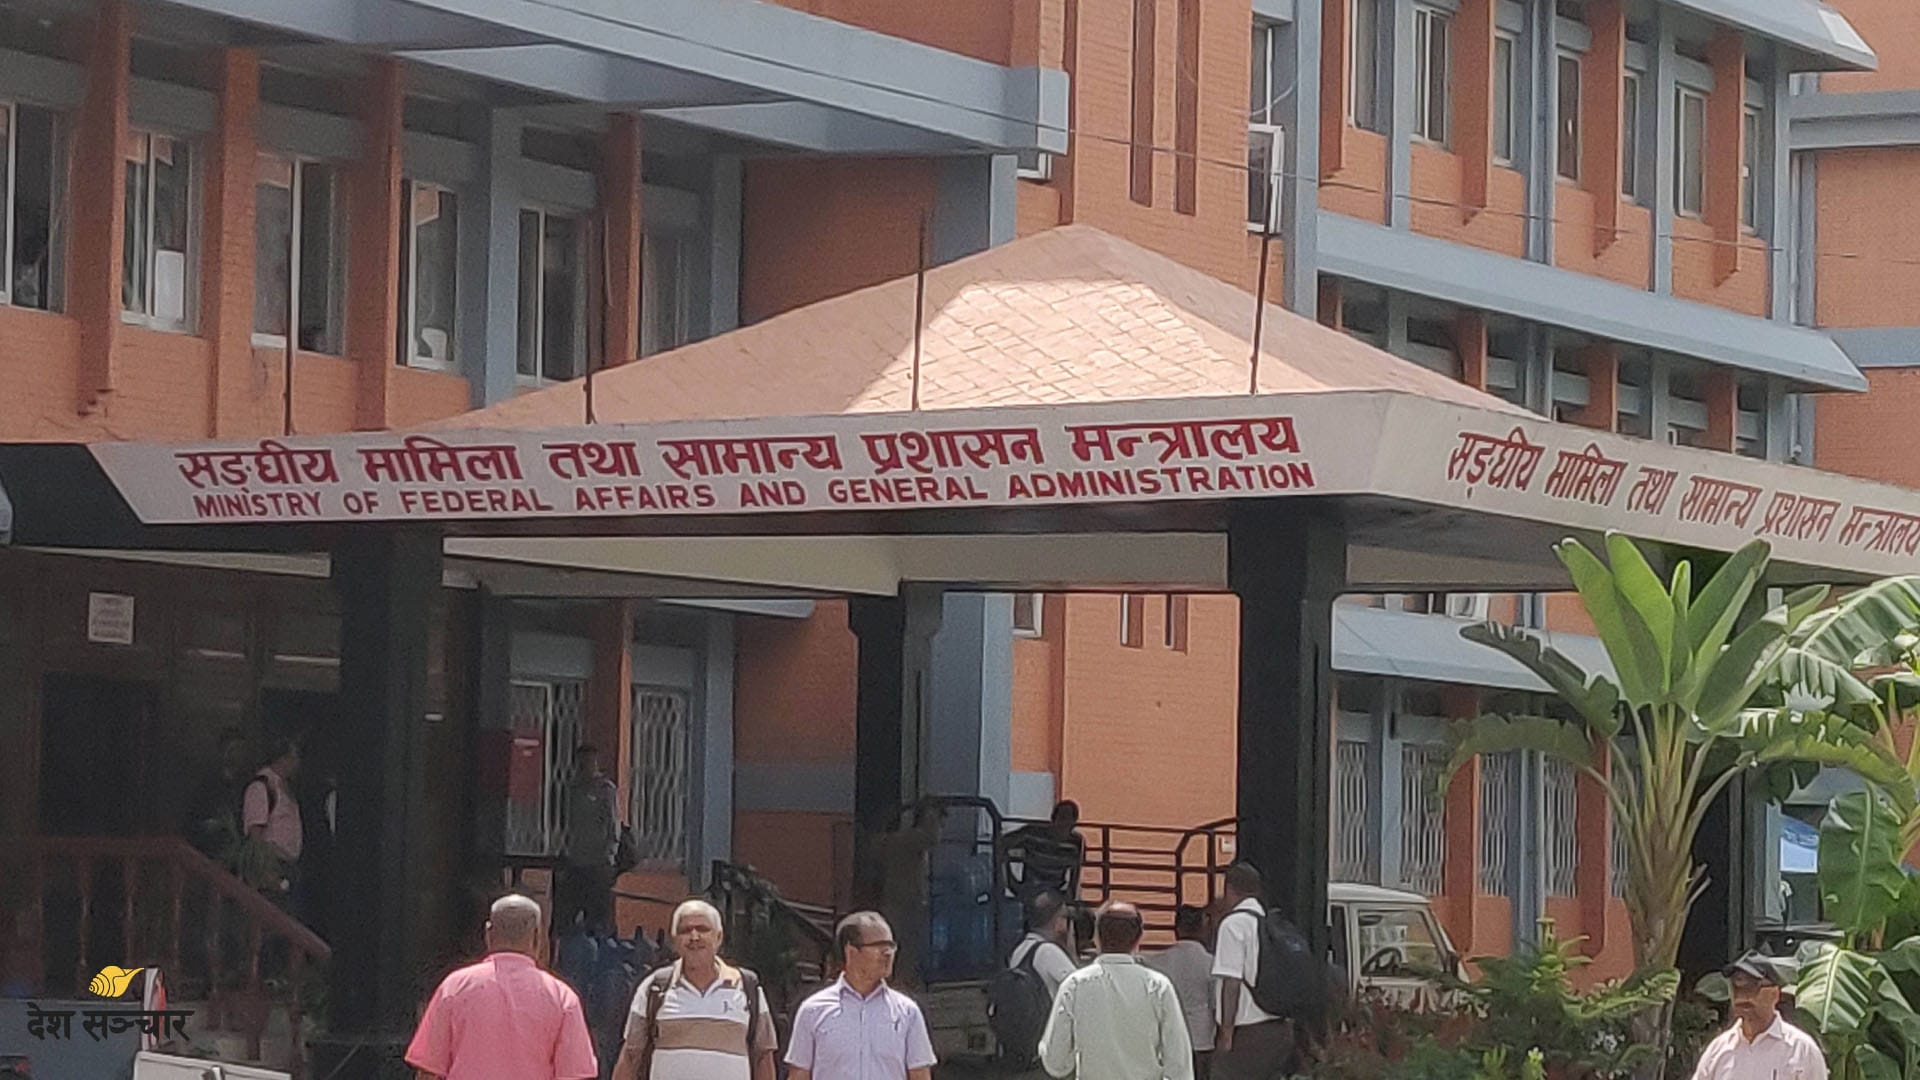 सङ्घीय मामिला तथा सामान्य प्रशासन मन्त्रालय
MINISTRY OF FEDERAL AFFAIRS AND GENERAL ADMINISTRATION
सङ्घीय मामिला तथा सामान्य प्रशासन मन्त्रालय
देश सञ्चार